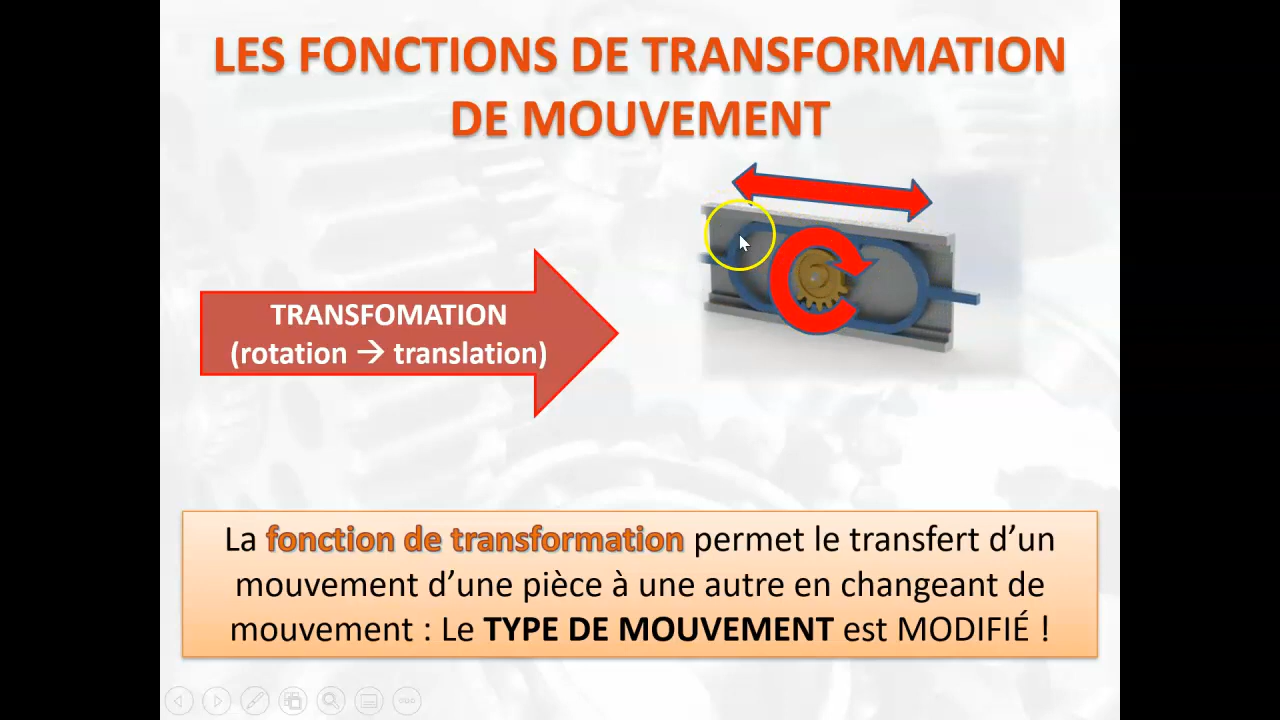 LES FONCTIONS DE TRANSFORMATION
DE MOUVEMENT
TRANSFOMATION
(rotation → translation)
La fonction de transformation permet le transfert d’un
mouvement d’une pièce à une autre en changeant de
mouvement : Le TYPE DE MOUVEMENT est MODIFIÉ !